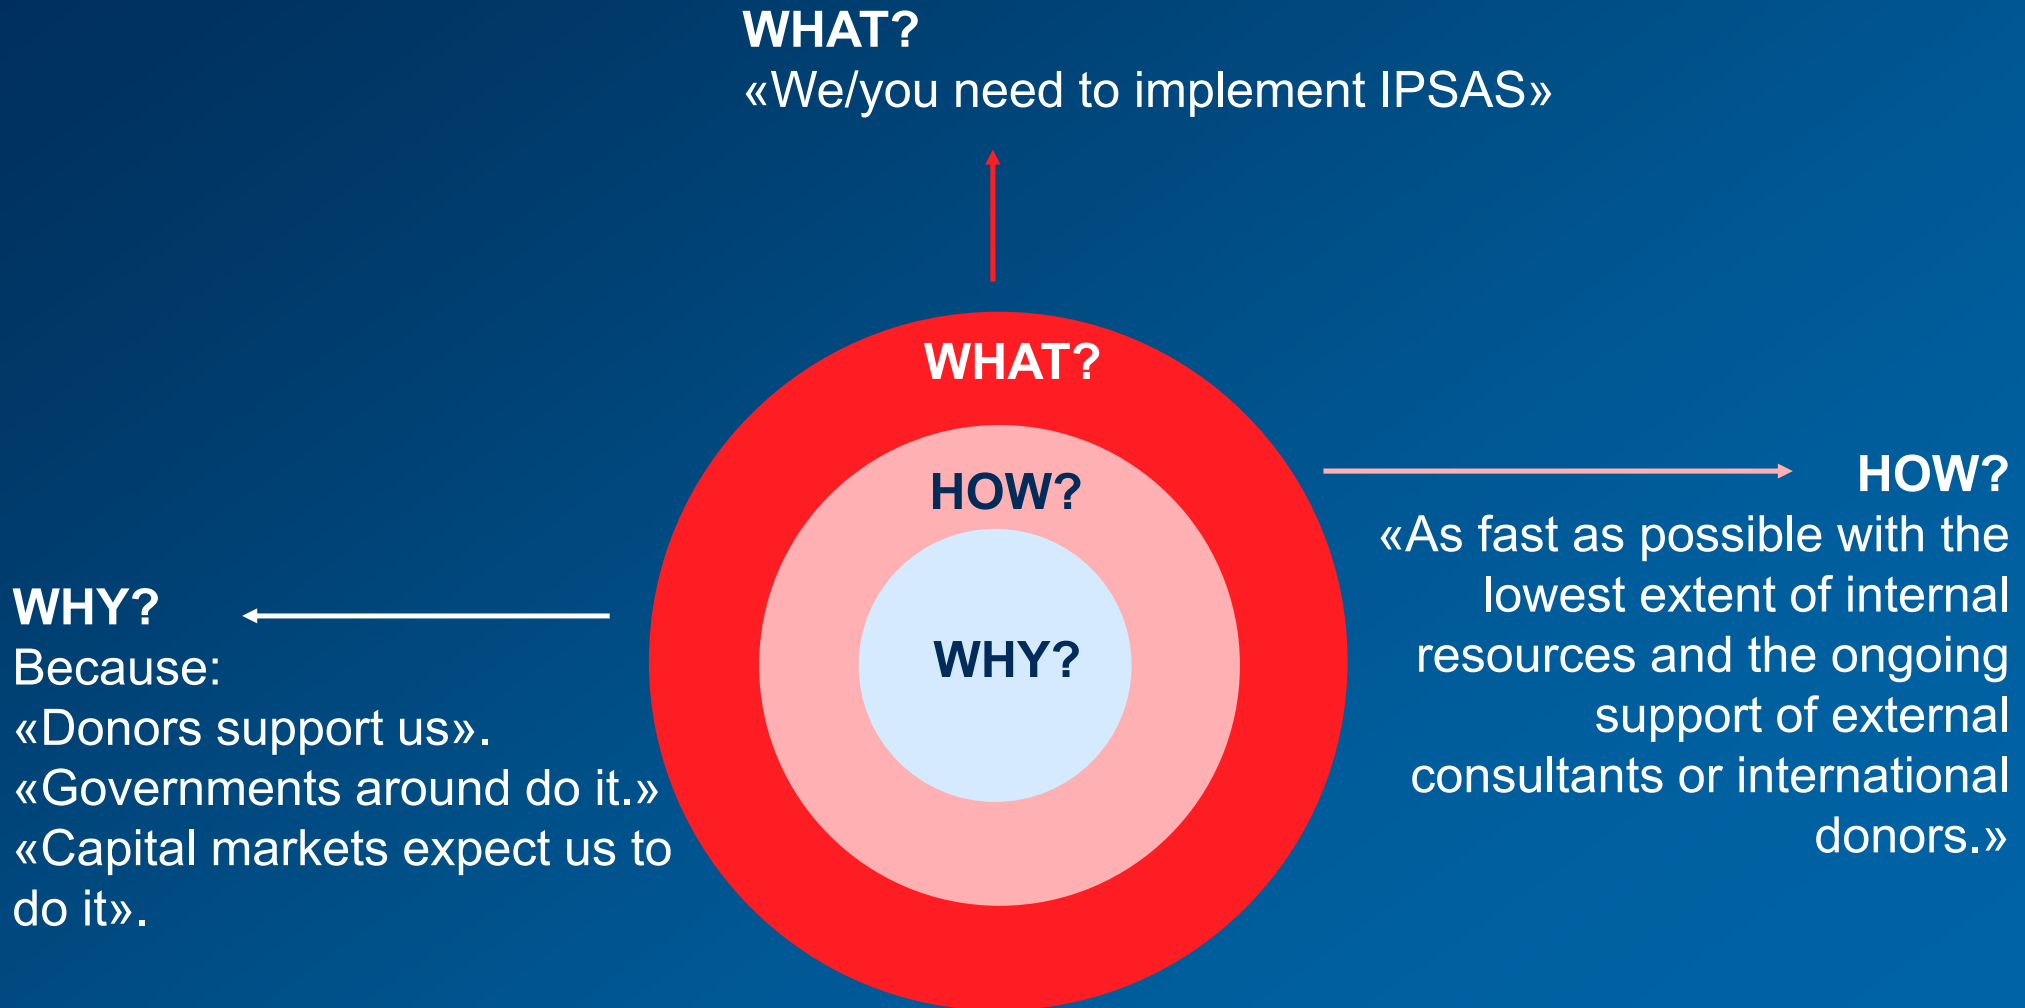 WHAT?
«We/you need to implement IPSAS»
WHAT?
HOW?
WHY?
HOW?
«As fast as possible with the
lowest extent of internal
resources and the ongoing
support of external
consultants or international
donors.»
WHY?
Because:
«Donors support us».
«Governments around do it.»
«Capital markets expect us to
do it».